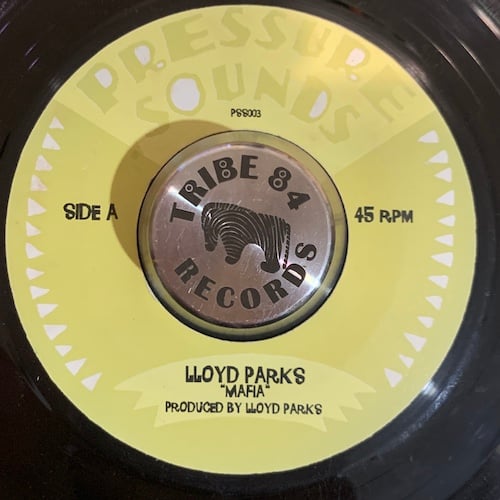 PRESSURE
SOUNDS
PSS003
TRIBE 84
SIDE A
45 RPM
RECORDS
LLOYD PARKS
"MAFIA"
PRODUCED BY LLOYD PARKS